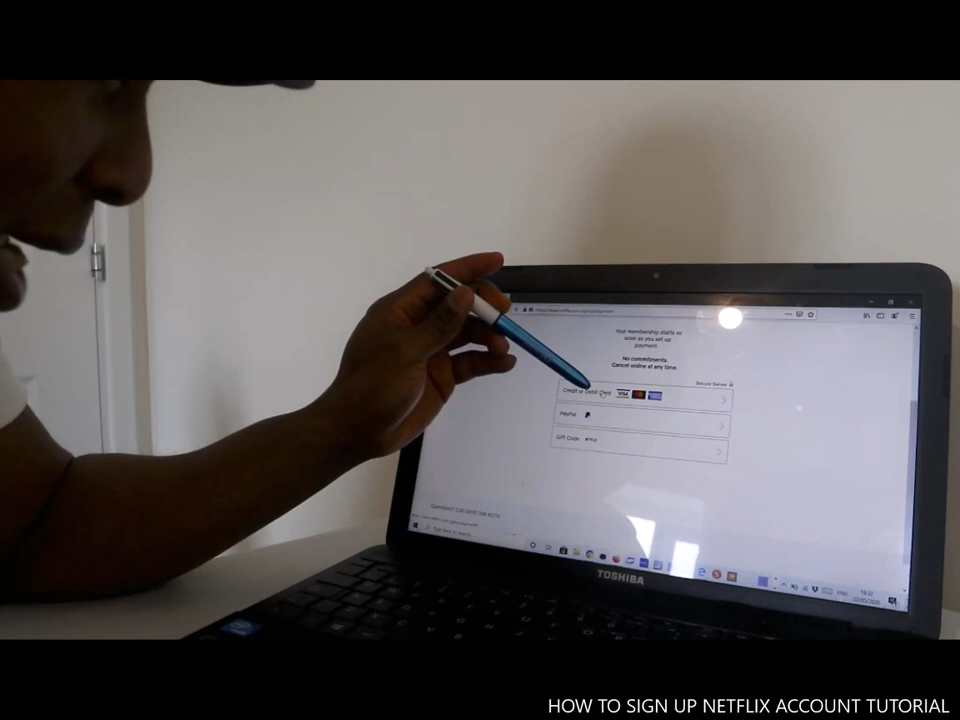 Your membership starts as
soon as you set up
payment.
No commitments.
Cancel online at any time.
Secure Server
Credit or Debit Card VISA
PayPal
Gift Code
TOSHIBA
HOW TO SIGN UP NETFLIX ACCOUNT TUTORIAL